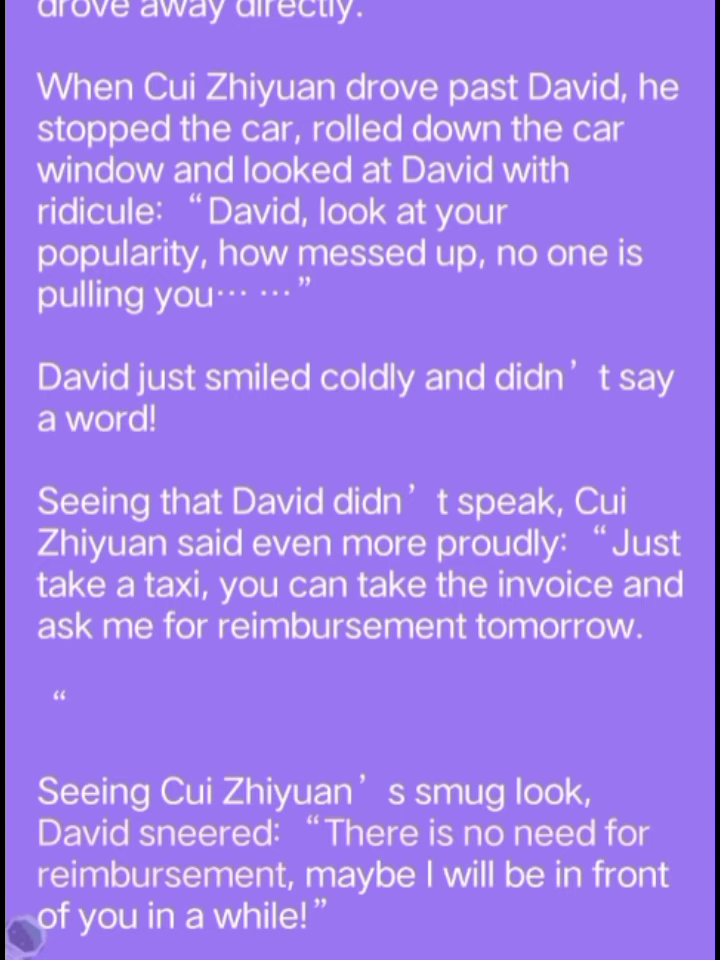 drove away directly.
When Cui Zhiyuan drove past David, he
stopped the car, rolled down the car
window and looked at David with
ridicule: “David, look at your
popularity, how messed up, no one is
pulling you… …”
David just smiled coldly and didn’t say
a word!
Seeing that David didn’t speak, Cui
Zhiyuan said even more proudly: “Just
take a taxi, you can take the invoice and
ask me for reimbursement tomorrow.
“
Seeing Cui Zhiyuan’s smug look,
David sneered: “There is no need for
reimbursement, maybe I will be in front
of you in a while!”